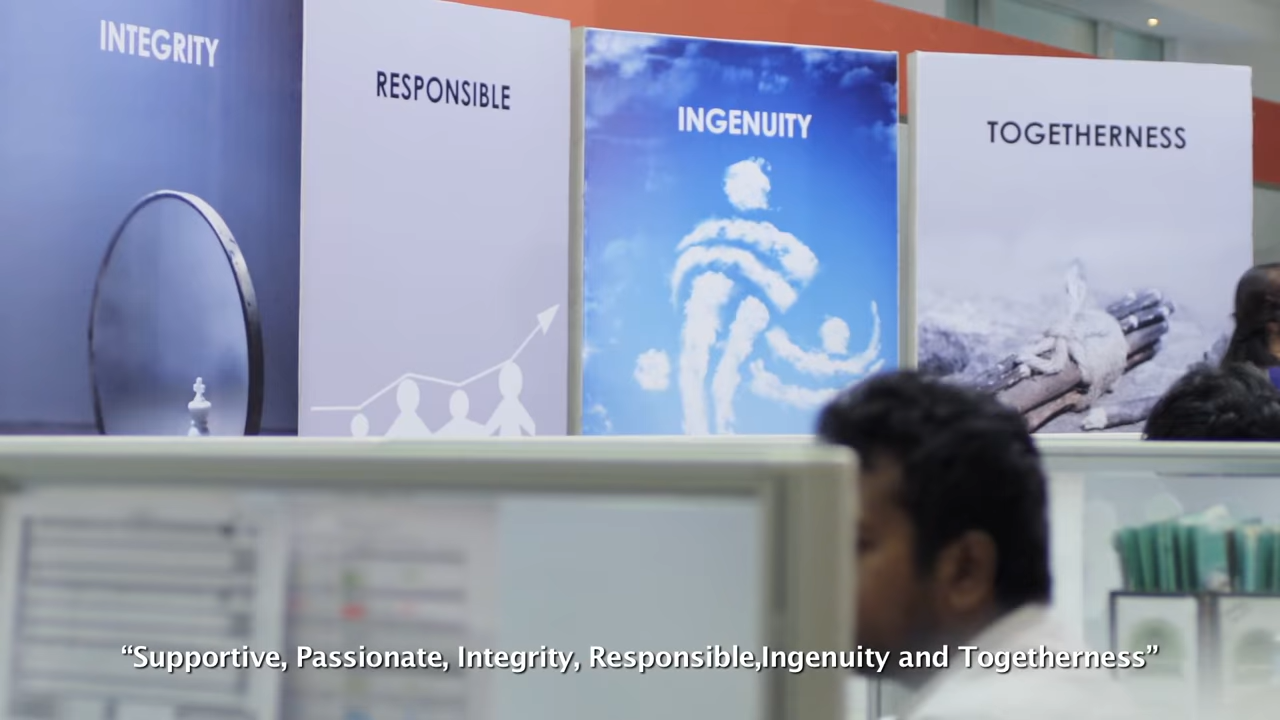 INTEGRITY
RESPONSIBLE
INGENUITY
TOGETHERNESS
“Supportive, Passionate, Integrity, Responsible,Ingenuity and Togetherness”